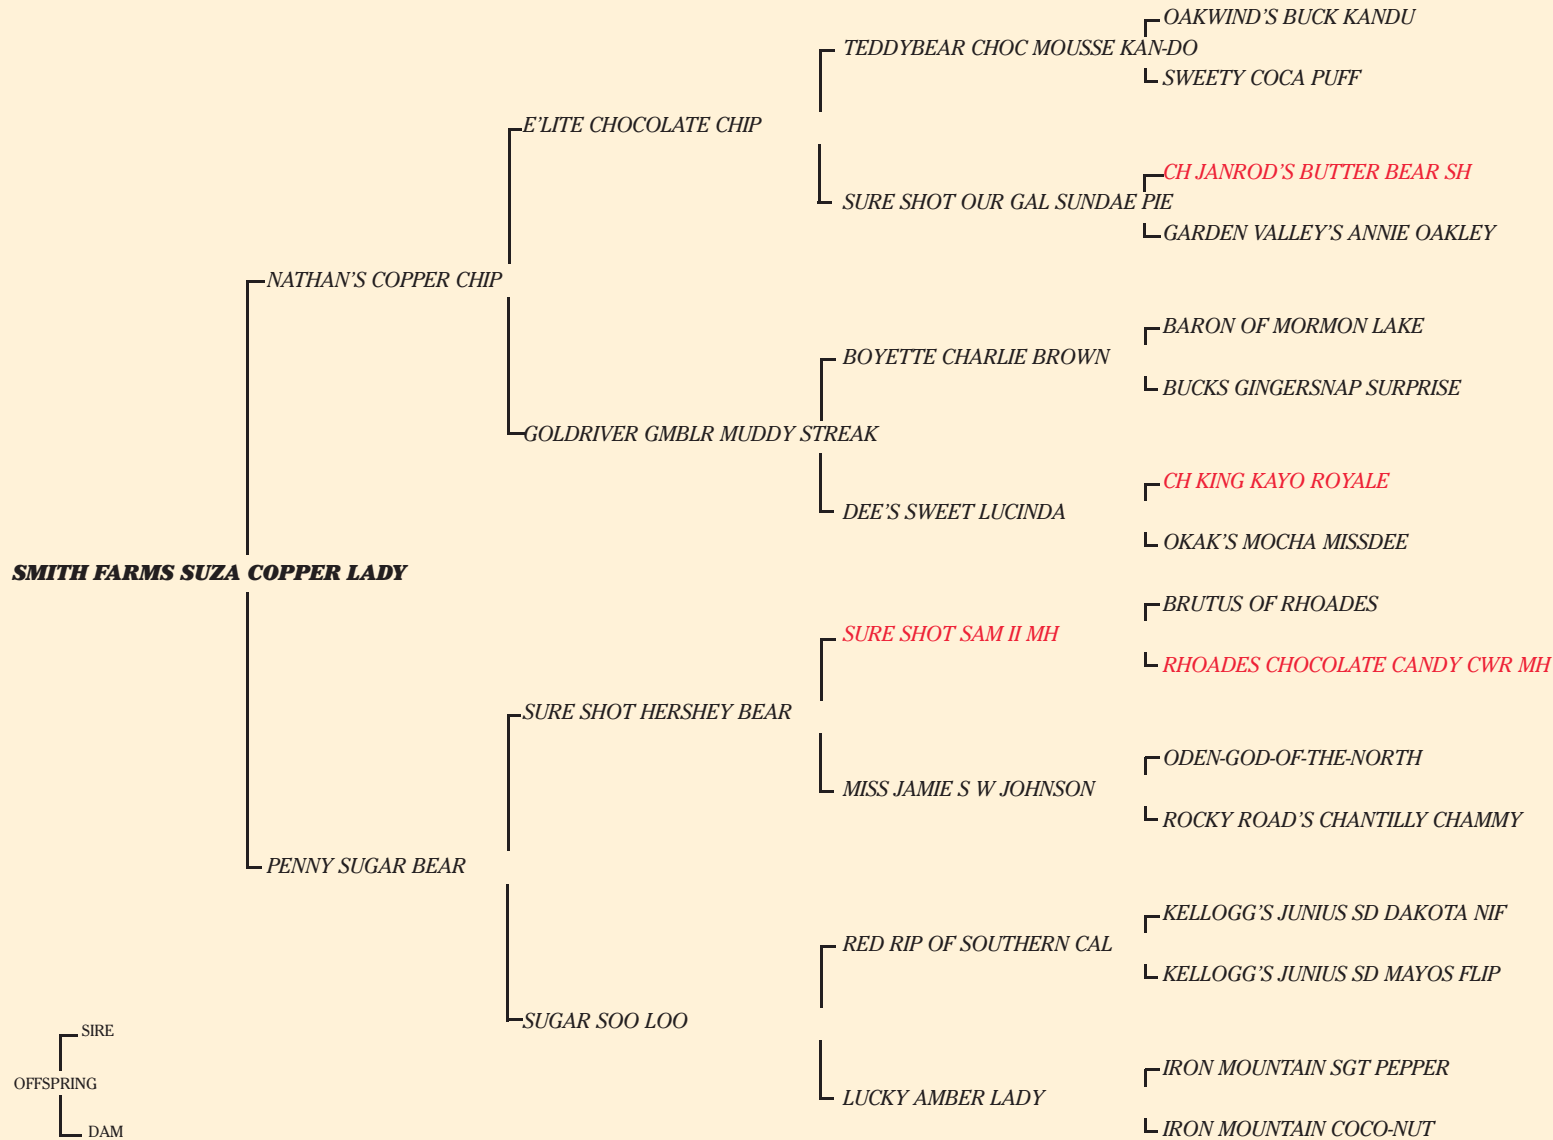 OAKWIND'S BUCK KANDU
TEDDYBEAR CHOC MOUSSE KAN-DO
SWEETY COCA PUFF
E'LITE CHOCOLATE CHIP
CH JANROD'S BUTTER BEAR SH
SURE SHOT OUR GAL SUNDAE PIE
GARDEN VALLEY'S ANNIE OAKLEY
NATHAN'S COPPER CHIP
BARON OF MORMON LAKE
BOYETTE CHARLIE BROWN
BUCKS GINGERSNAP SURPRISE
GOLDRIVER GMBLR MUDDY STREAK
CH KING KAYO ROYALE
DEE'S SWEET LUCINDA
OKAK'S MOCHA MISSDEE
SMITH FARMS SUZA COPPER LADY
BRUTUS OF RHOADES
SURE SHOT SAM II MH
RHOADES CHOCOLATE CANDY CWR MH
SURE SHOT HERSHEY BEAR
ODEN-GOD-OF-THE-NORTH
MISS JAMIE S W JOHNSON
ROCKY ROAD'S CHANTILLY CHAMMY
PENNY SUGAR BEAR
KELLOGG'S JUNIUS SD DAKOTA NIF
RED RIP OF SOUTHERN CAL
KELLOGG'S JUNIUS SD MAYOS FLIP
SUGAR SOO LOO
IRON MOUNTAIN SGT PEPPER
LUCKY AMBER LADY
IRON MOUNTAIN COCO-NUT
SIRE
OFFSPRING
DAM